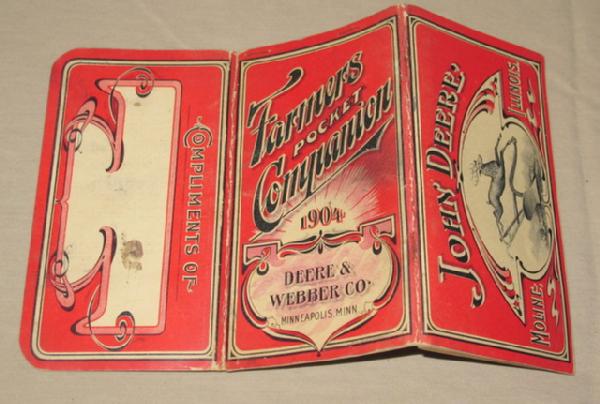 COMPLIMENTS OF
Farmers
POCKET
Companion
1904
DEERE &
WEBBER CO.
MINNEAPOLIS, MINN.
JOHN DEERE,
MOLINE, ILLINOIS.